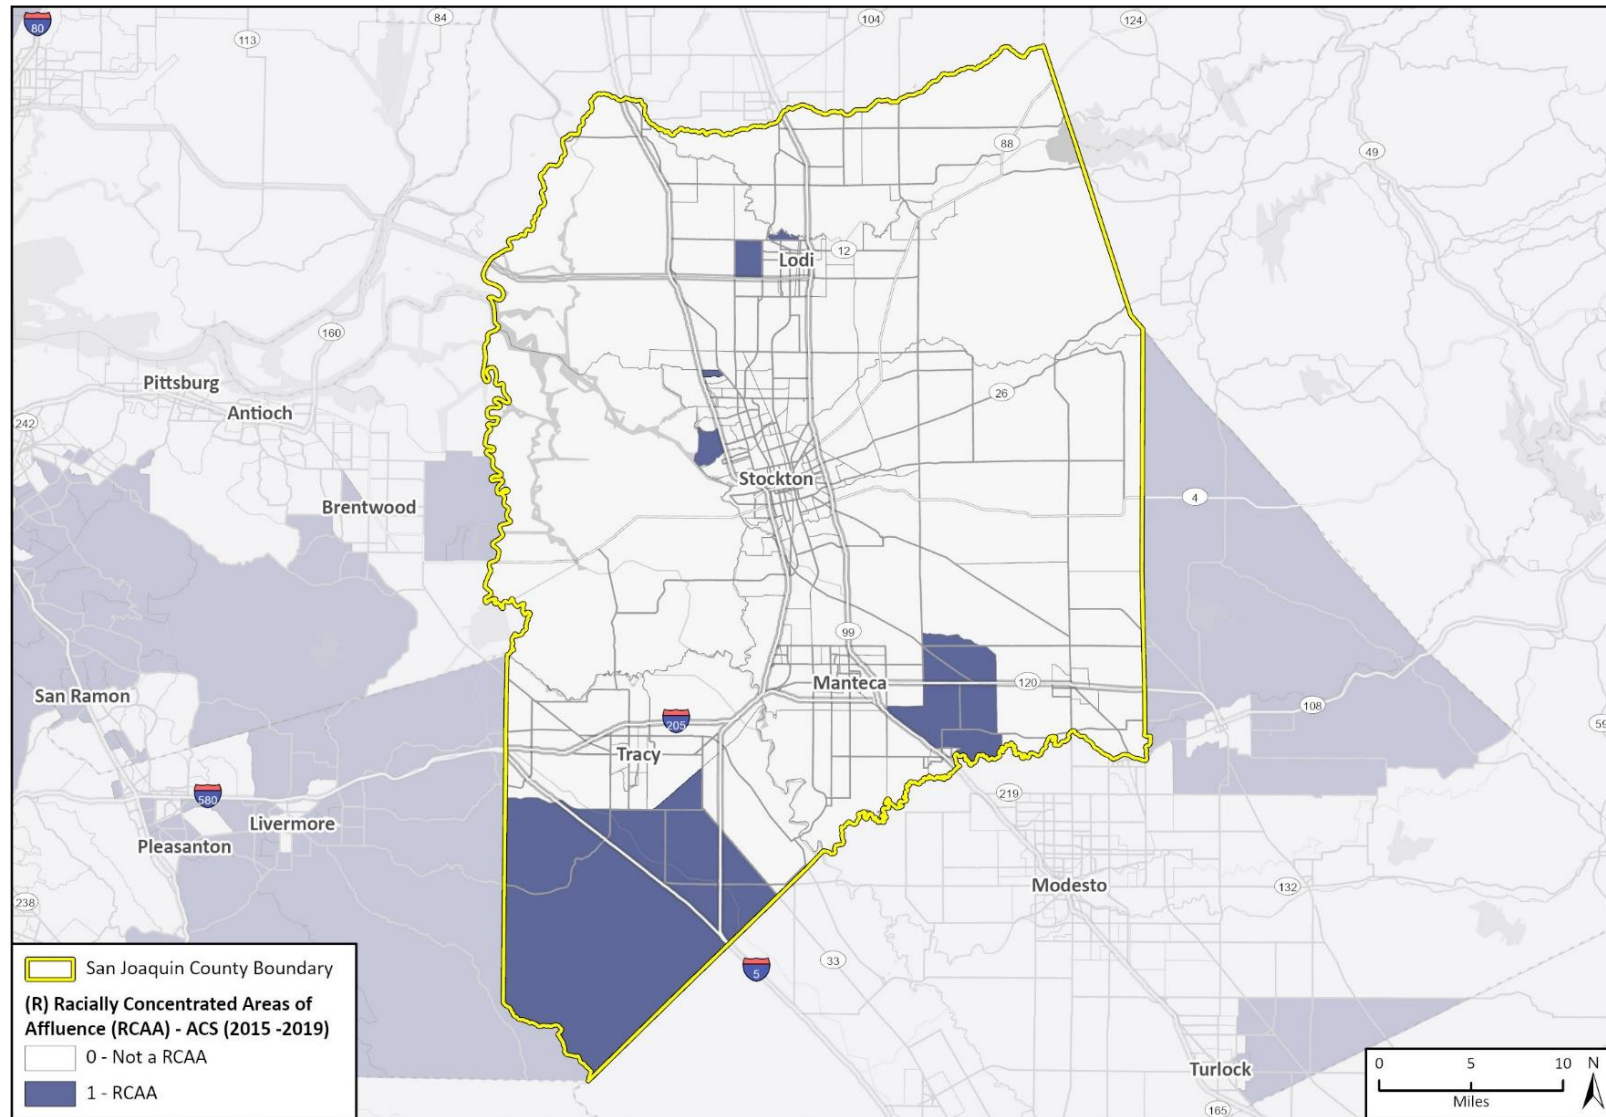 80
84
104
124
113
88
49
Lodi
12
160
Pittsburg
Antioch
242
26
Stockton
4
Brentwood
99
San Ramon
Manteca
120
205
108
59
Tracy
580
219
Livermore
Pleasanton
Modesto
132
238
33
5
Turlock
165
San Joaquin County Boundary
(R) Racially Concentrated Areas of
Affluence (RCAA) - ACS (2015 -2019)
0 - Not a RCAA
1 - RCAA
0 5 10
Miles
N